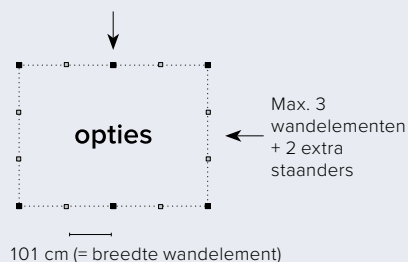 opties
Max. 3
wandelementen
+ 2 extra
staanders
101 cm (= breedte wandelement)